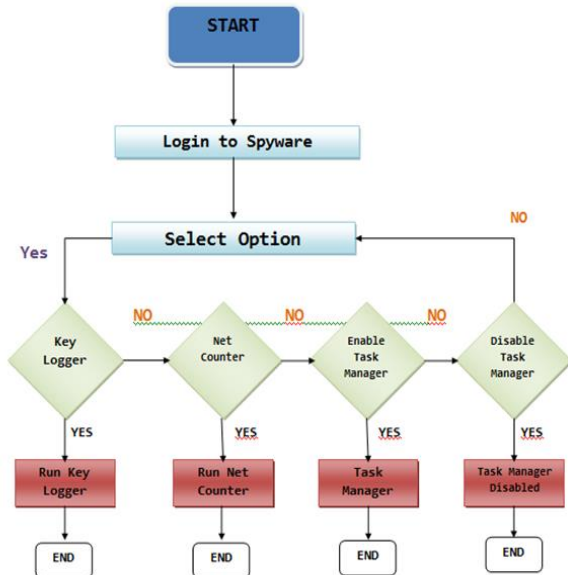 START
Login to Spyware
NO
Yes
Select Option
NO
NO
NO
Key
Logger
Net
Counter
Enable
Task
Manager
Disable
Task
Manager
YES
YES
YES
YES
Run Key
Logger
Run Net
Counter
Task
Manager
Task Manager
Disabled
END
END
END
END